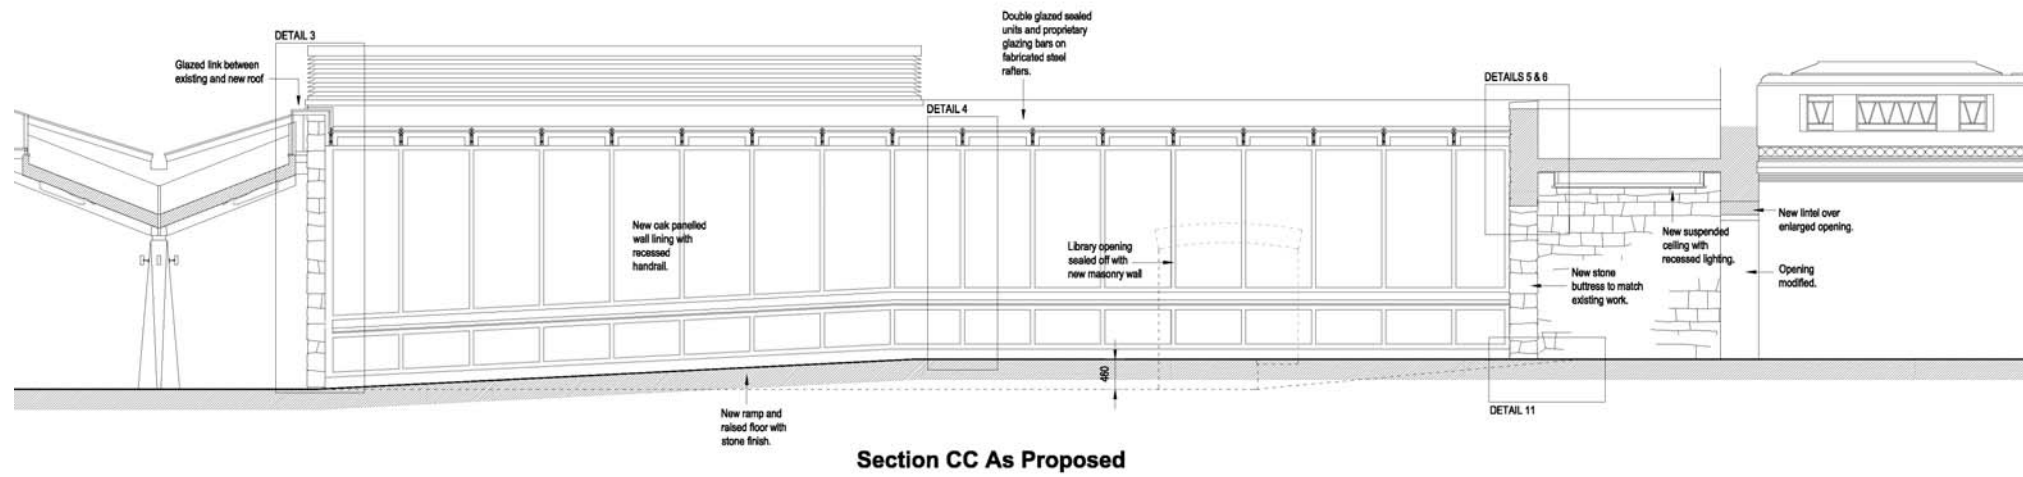 DETAIL 3
Glazed link between
existing and new roof
Double glazed sealed
units and proprietary
glazing bars on
fabricated steel
rafters.
DETAIL 4
DETAILS 5 & 6
New oak panelled
wall lining with
recessed
handrail.
Library opening
sealed off with
new masonry wall
New stone
buttress to match
existing work.
New suspended
ceiling with
recessed lighting.
New lintel over
enlarged opening.
Opening
modified.
460
New ramp and
raised floor with
stone finish.
DETAIL 11
Section CC As Proposed